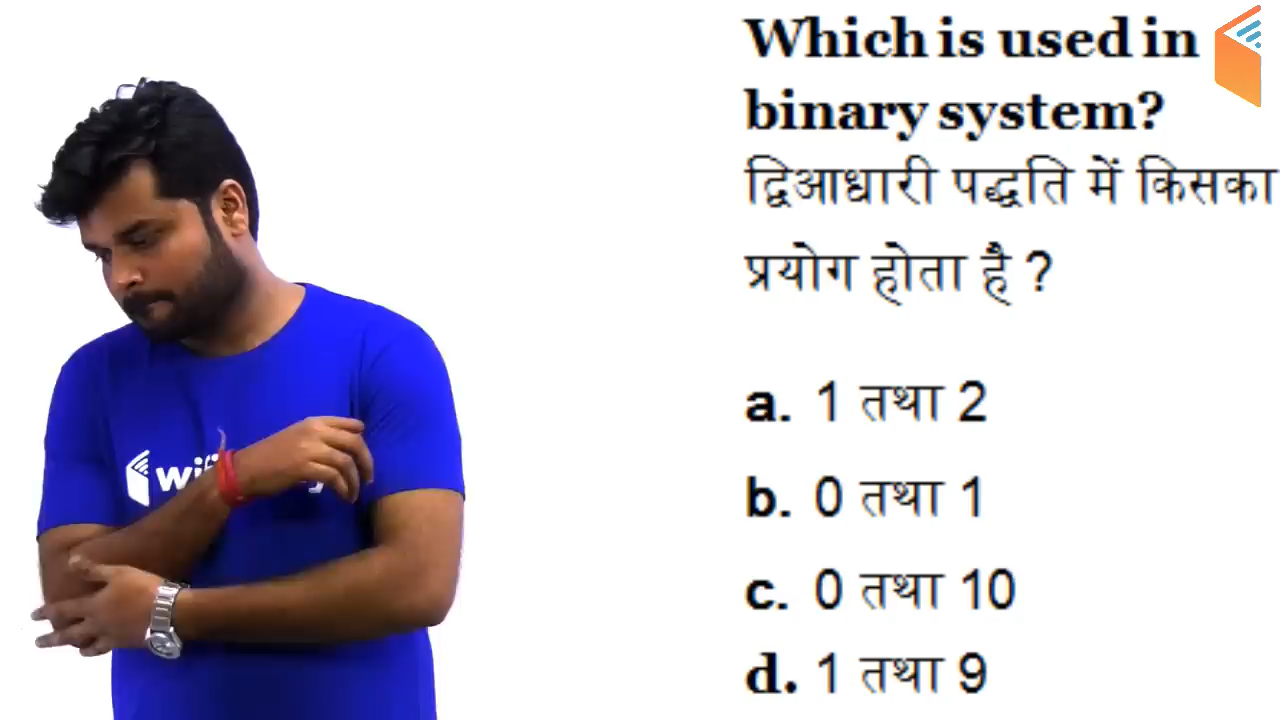 Which is used in
binary system?
द्विआधारी पद्धति में किसका
प्रयोग होता है ?
a. 1 तथा 2
b. 0 तथा 1
c. 0 तथा 10
d. 1 तथा 9